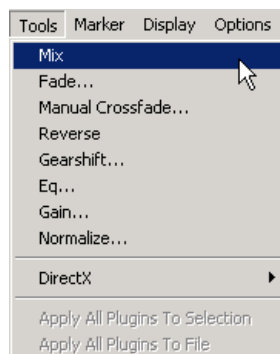 Tools Marker Display Options
Mix
Fade...
Manual Crossfade...
Reverse
Gearshift...
Eq...
Gain...
Normalize...
DirectX
Apply All Plugins To Selection
Apply All Plugins To File